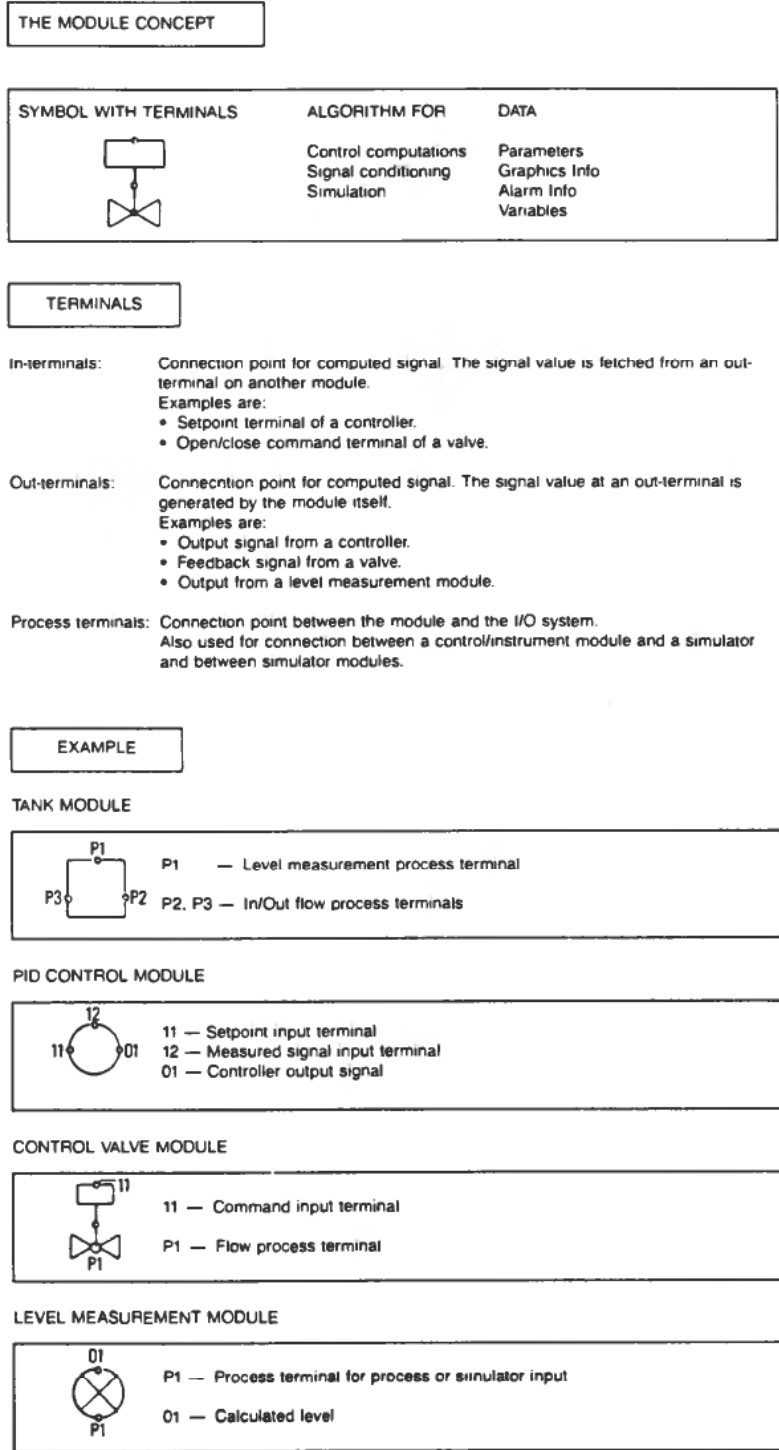 THE MODULE CONCEPT
SYMBOL WITH TERMINALS ALGORITHM FOR DATA
Control computations Parameters
Signal conditioning Graphics Info
Simulation Alarm Info
Variables
TERMINALS
In-terminals: Connection point for computed signal. The signal value is fetched from an out-
terminal on another module.
Examples are:
• Setpoint terminal of a controller.
• Open/close command terminal of a valve.
Out-terminals: Connecntion point for computed signal. The signal value at an out-terminal is
generated by the module itself.
Examples are:
• Output signal from a controller.
• Feedback signal from a valve.
• Output from a level measurement module.
Process terminals: Connection point between the module and the I/O system.
Also used for connection between a control/instrument module and a simulator
and between simulator modules.
EXAMPLE
TANK MODULE
P1
P1 — Level measurement process terminal
P3 P2 P2, P3 — In/Out flow process terminals
PID CONTROL MODULE
12
11 — Setpoint input terminal
11 01 12 — Measured signal input terminal
01 — Controller output signal
CONTROL VALVE MODULE
11
11 — Command input terminal
P1 — Flow process terminal
P1
LEVEL MEASUREMENT MODULE
01
P1 — Process terminal for process or siinulator input
01 — Calculated level
P1